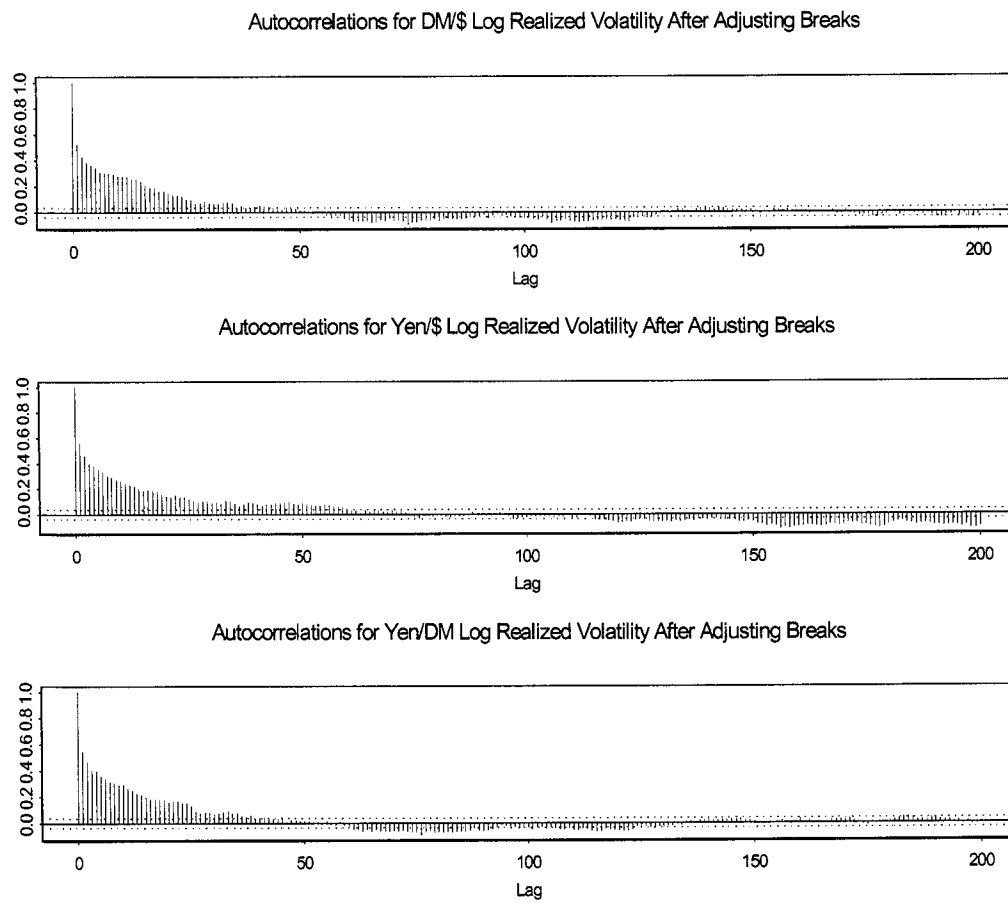 Autocorrelations for DM/$ Log Realized Volatility After Adjusting Breaks
0.0 0.2 0.4 0.6 0.8 1.0
0 50 100 150 200
Lag
Autocorrelations for Yen/$ Log Realized Volatility After Adjusting Breaks
0.0 0.2 0.4 0.6 0.8 1.0
0 50 100 150 200
Lag
Autocorrelations for Yen/DM Log Realized Volatility After Adjusting Breaks
0.0 0.2 0.4 0.6 0.8 1.0
0 50 100 150 200
Lag